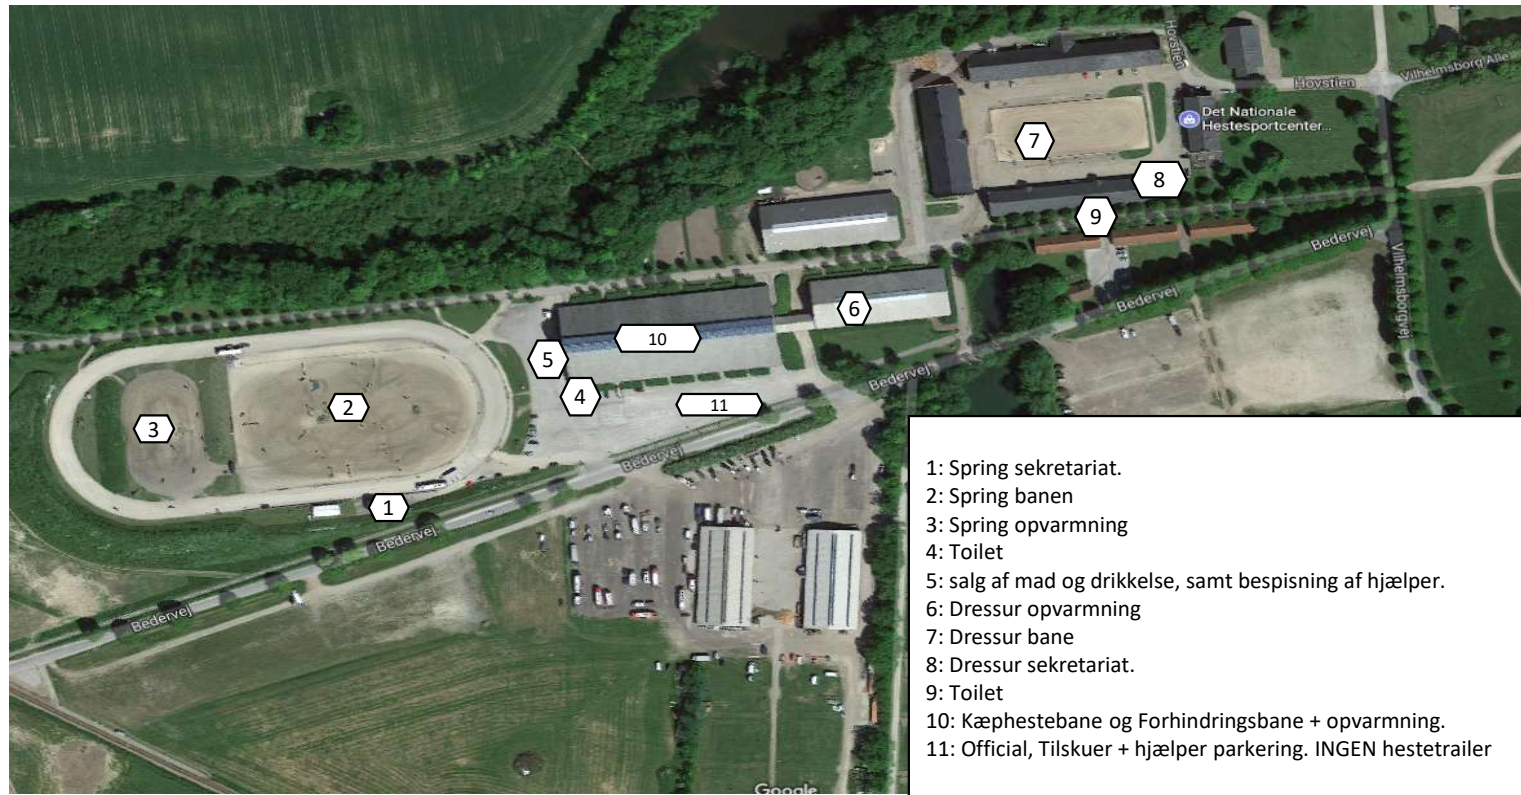 Hovstien
Hovstien
Vilhelmsborg Alle
Det Nationale
Hestesportcenter...
7
8
9
Bedervej
Vilhelmsborgvej
Bedervej
6
10
5
Bedervej
4
11
2
3
Bedervej
1
Bedervej
Bedervej
Google
1: Spring sekretariat.
2: Spring banen
3: Spring opvarmning
4: Toilet
5: salg af mad og drikkelse, samt bespisning af hjælper.
6: Dressur opvarmning
7: Dressur bane
8: Dressur sekretariat.
9: Toilet
10: Kæphestebane og Forhindringsbane + opvarmning.
11: Official, Tilskuer + hjælper parkering. INGEN hestetrailer